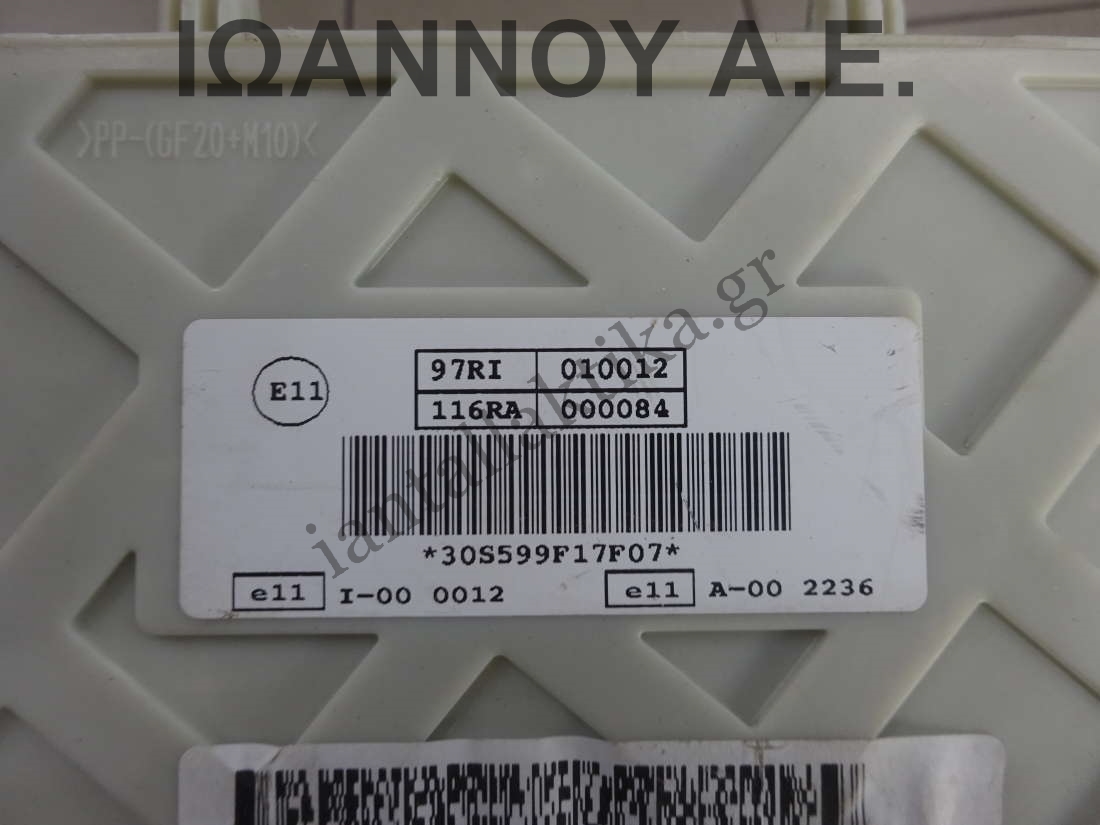 ΙΩΑΝΝΟΥ Α.Ε.
>PP-(GF20+M10)<
E11
97RI 010012
116RA 000084
iantallaktika.gr
*30S599F17F07*
e11 I-00 0012 e11 A-00 2236